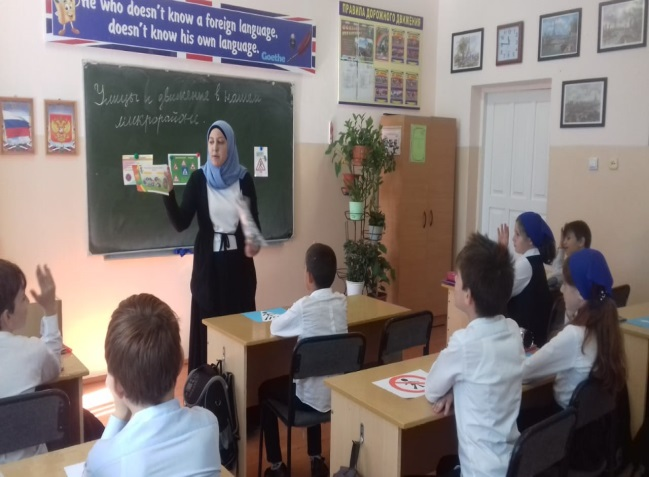 He who doesn't know a foreign language,
doesn't know his own language.
Goethe
ПРАВИЛА ДОРОЖНОГО ДВИЖЕНИЯ
Улицы и движение в нашем
микрорайоне.